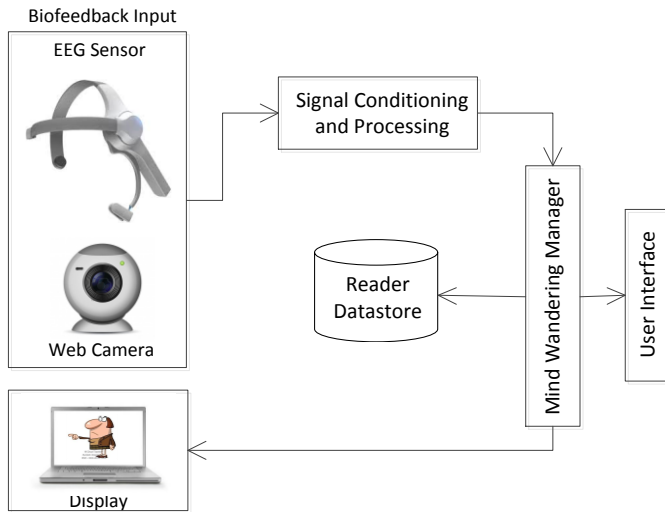 Biofeedback Input
EEG Sensor
Web Camera
Signal Conditioning
and Processing
Mind Wandering Manager
User Interface
Reader
Datastore
Display